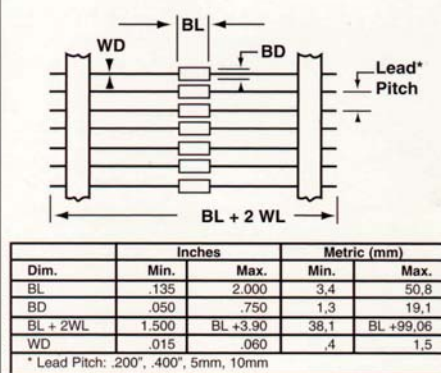 BL
WD
BD
Lead*
Pitch
BL + 2 WL
Inches Metric (mm)
Dim. Min. Max. Min. Max.
BL .135 2.000 3,4 50,8
BD .050 .750 1,3 19,1
BL + 2WL 1.500 BL +3.90 38,1 BL +99,06
WD .015 .060 ,4 1,5
* Lead Pitch: .200", .400", 5mm, 10mm